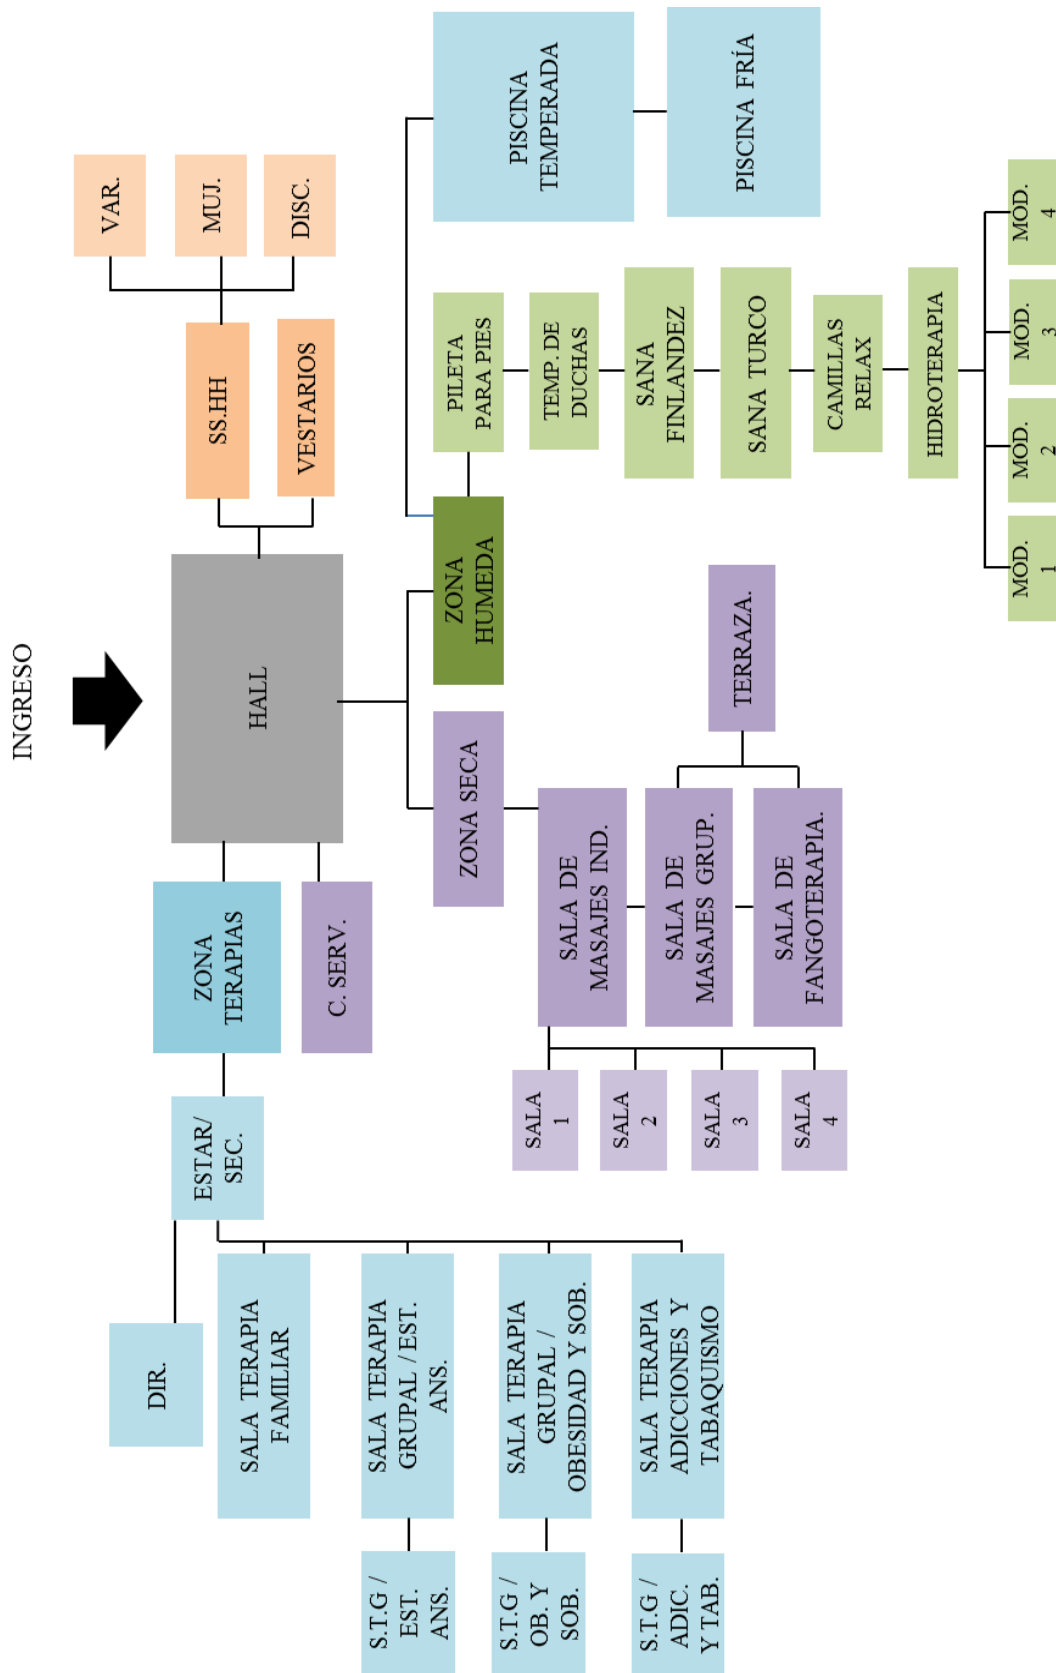 INGRESO
VAR.
MUJ.
DISC.
SS.HH
VESTARIOS
HALL
ZONA
TERAPIAS
C. SERV.
ESTAR/
SEC.
DIR.
SALA TERAPIA
FAMILIAR
SALA TERAPIA
GRUPAL / EST.
ANS.
SALA TERAPIA
GRUPAL /
OBESIDAD Y SOB.
SALA TERAPIA
ADICCIONES Y
TABAQUISMO
S.T.G /
EST.
ANS.
S.T.G /
OB. Y
SOB.
S.T.G /
ADIC.
Y TAB.
ZONA SECA
SALA DE
MASAJES IND.
SALA DE
MASAJES GRUP.
SALA DE
FANGOTERAPIA.
SALA
1
SALA
2
SALA
3
SALA
4
TERRAZA.
ZONA
HUMEDA
PILETA
PARA PIES
TEMP. DE
DUCHAS
SANA
FINLANDEZ
SANA TURCO
CAMILLAS
RELAX
HIDROTERAPIA
MOD.
1
MOD.
2
MOD.
3
MOD.
4
PISCINA
TEMPERADA
PISCINA FRÍA